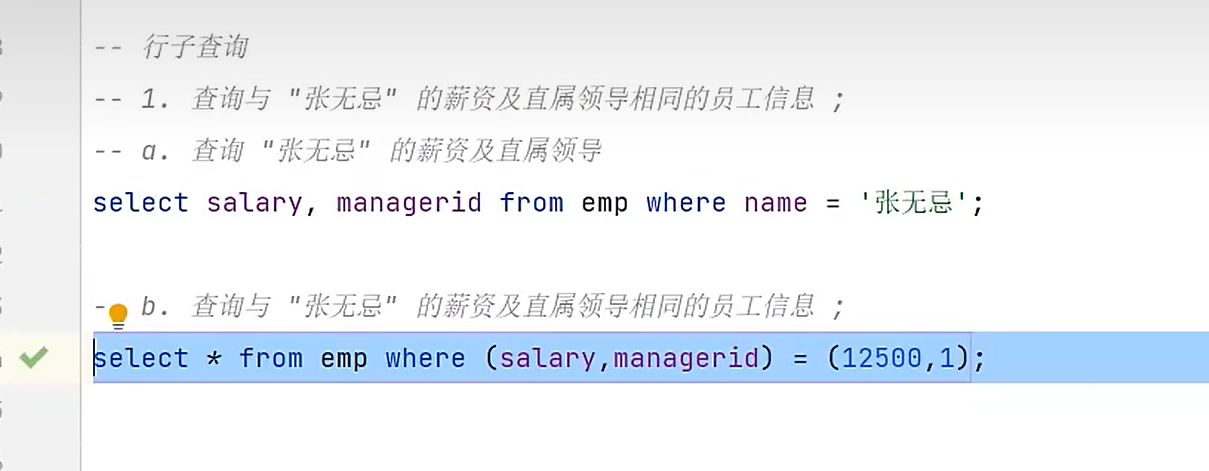 -- 行子查询
-- 1. 查询与 "张无忌" 的薪资及直属领导相同的员工信息 ;
-- a. 查询 "张无忌" 的薪资及直属领导
select salary, managerid from emp where name = '张无忌';
- b. 查询与 "张无忌" 的薪资及直属领导相同的员工信息 ;
select * from emp where (salary,managerid) = (12500,1);